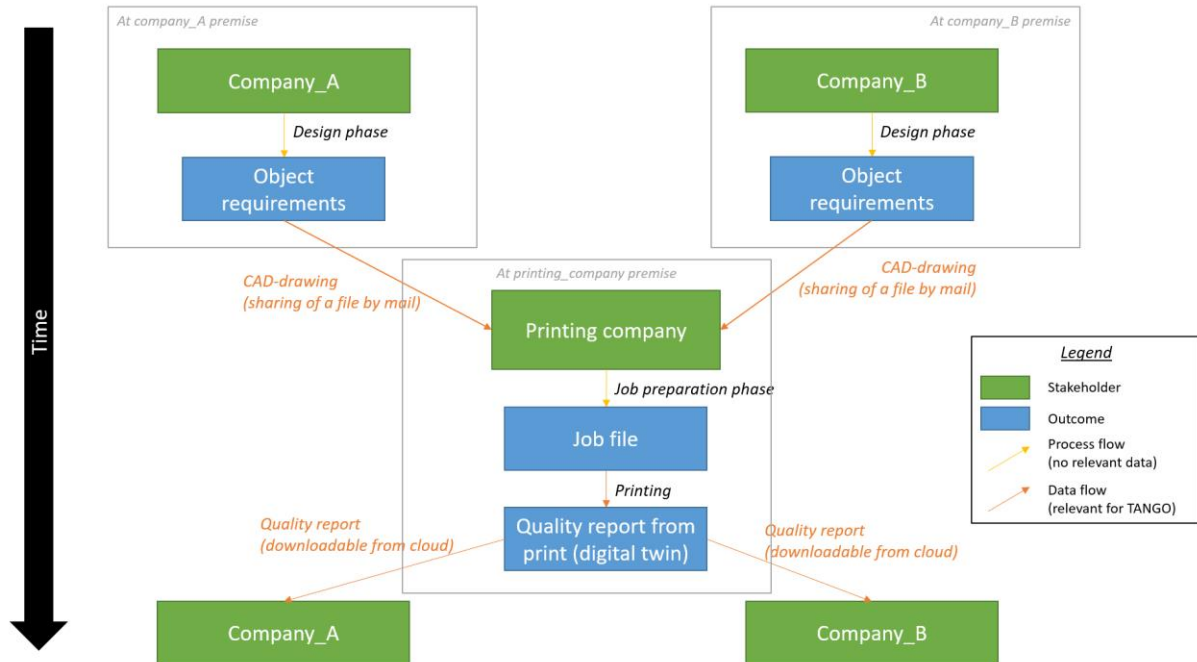 At company_A premise
At company_B premise
Company_A
Company_B
Design phase
Design phase
Object
requirements
Object
requirements
CAD-drawing
(sharing of a file by mail)
CAD-drawing
(sharing of a file by mail)
At printing_company premise
Printing company
Time
Job preparation phase
Job file
Printing
Quality report from
print (digital twin)
Quality report
(downloadable from cloud)
Quality report
(downloadable from cloud)
Company_A
Company_B
Legend
Stakeholder
Outcome
Process flow
(no relevant data)
Data flow
(relevant for TANGO)